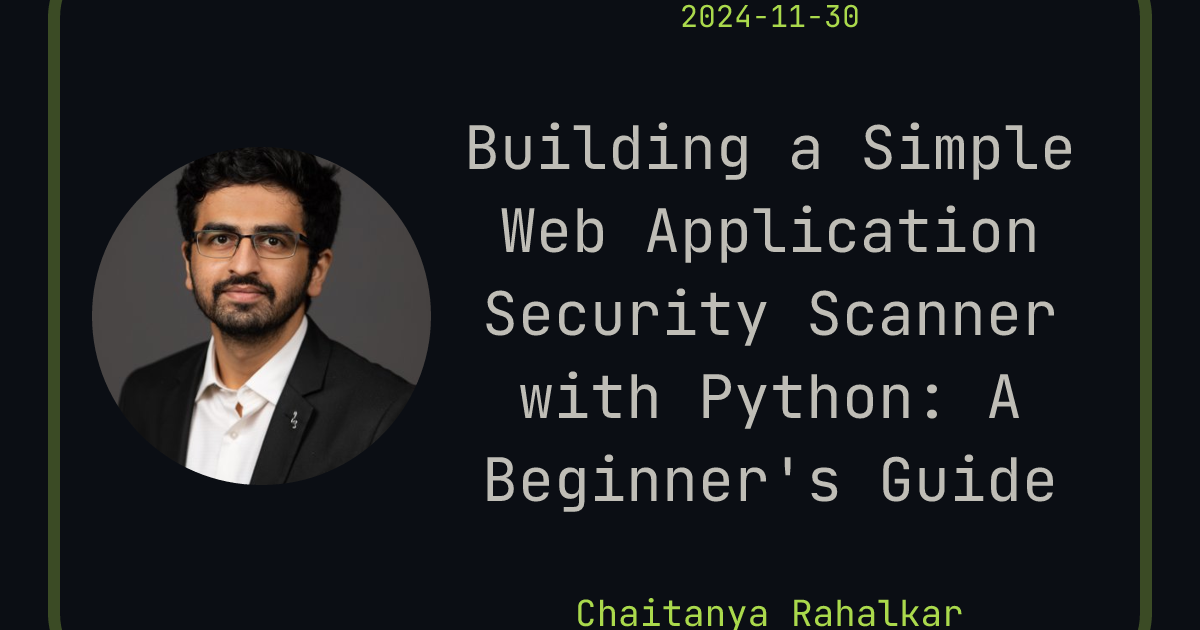 2024-11-30
Building a Simple
Web Application
Security Scanner
with Python: A
Beginner's Guide
Chaitanya Rahalkar